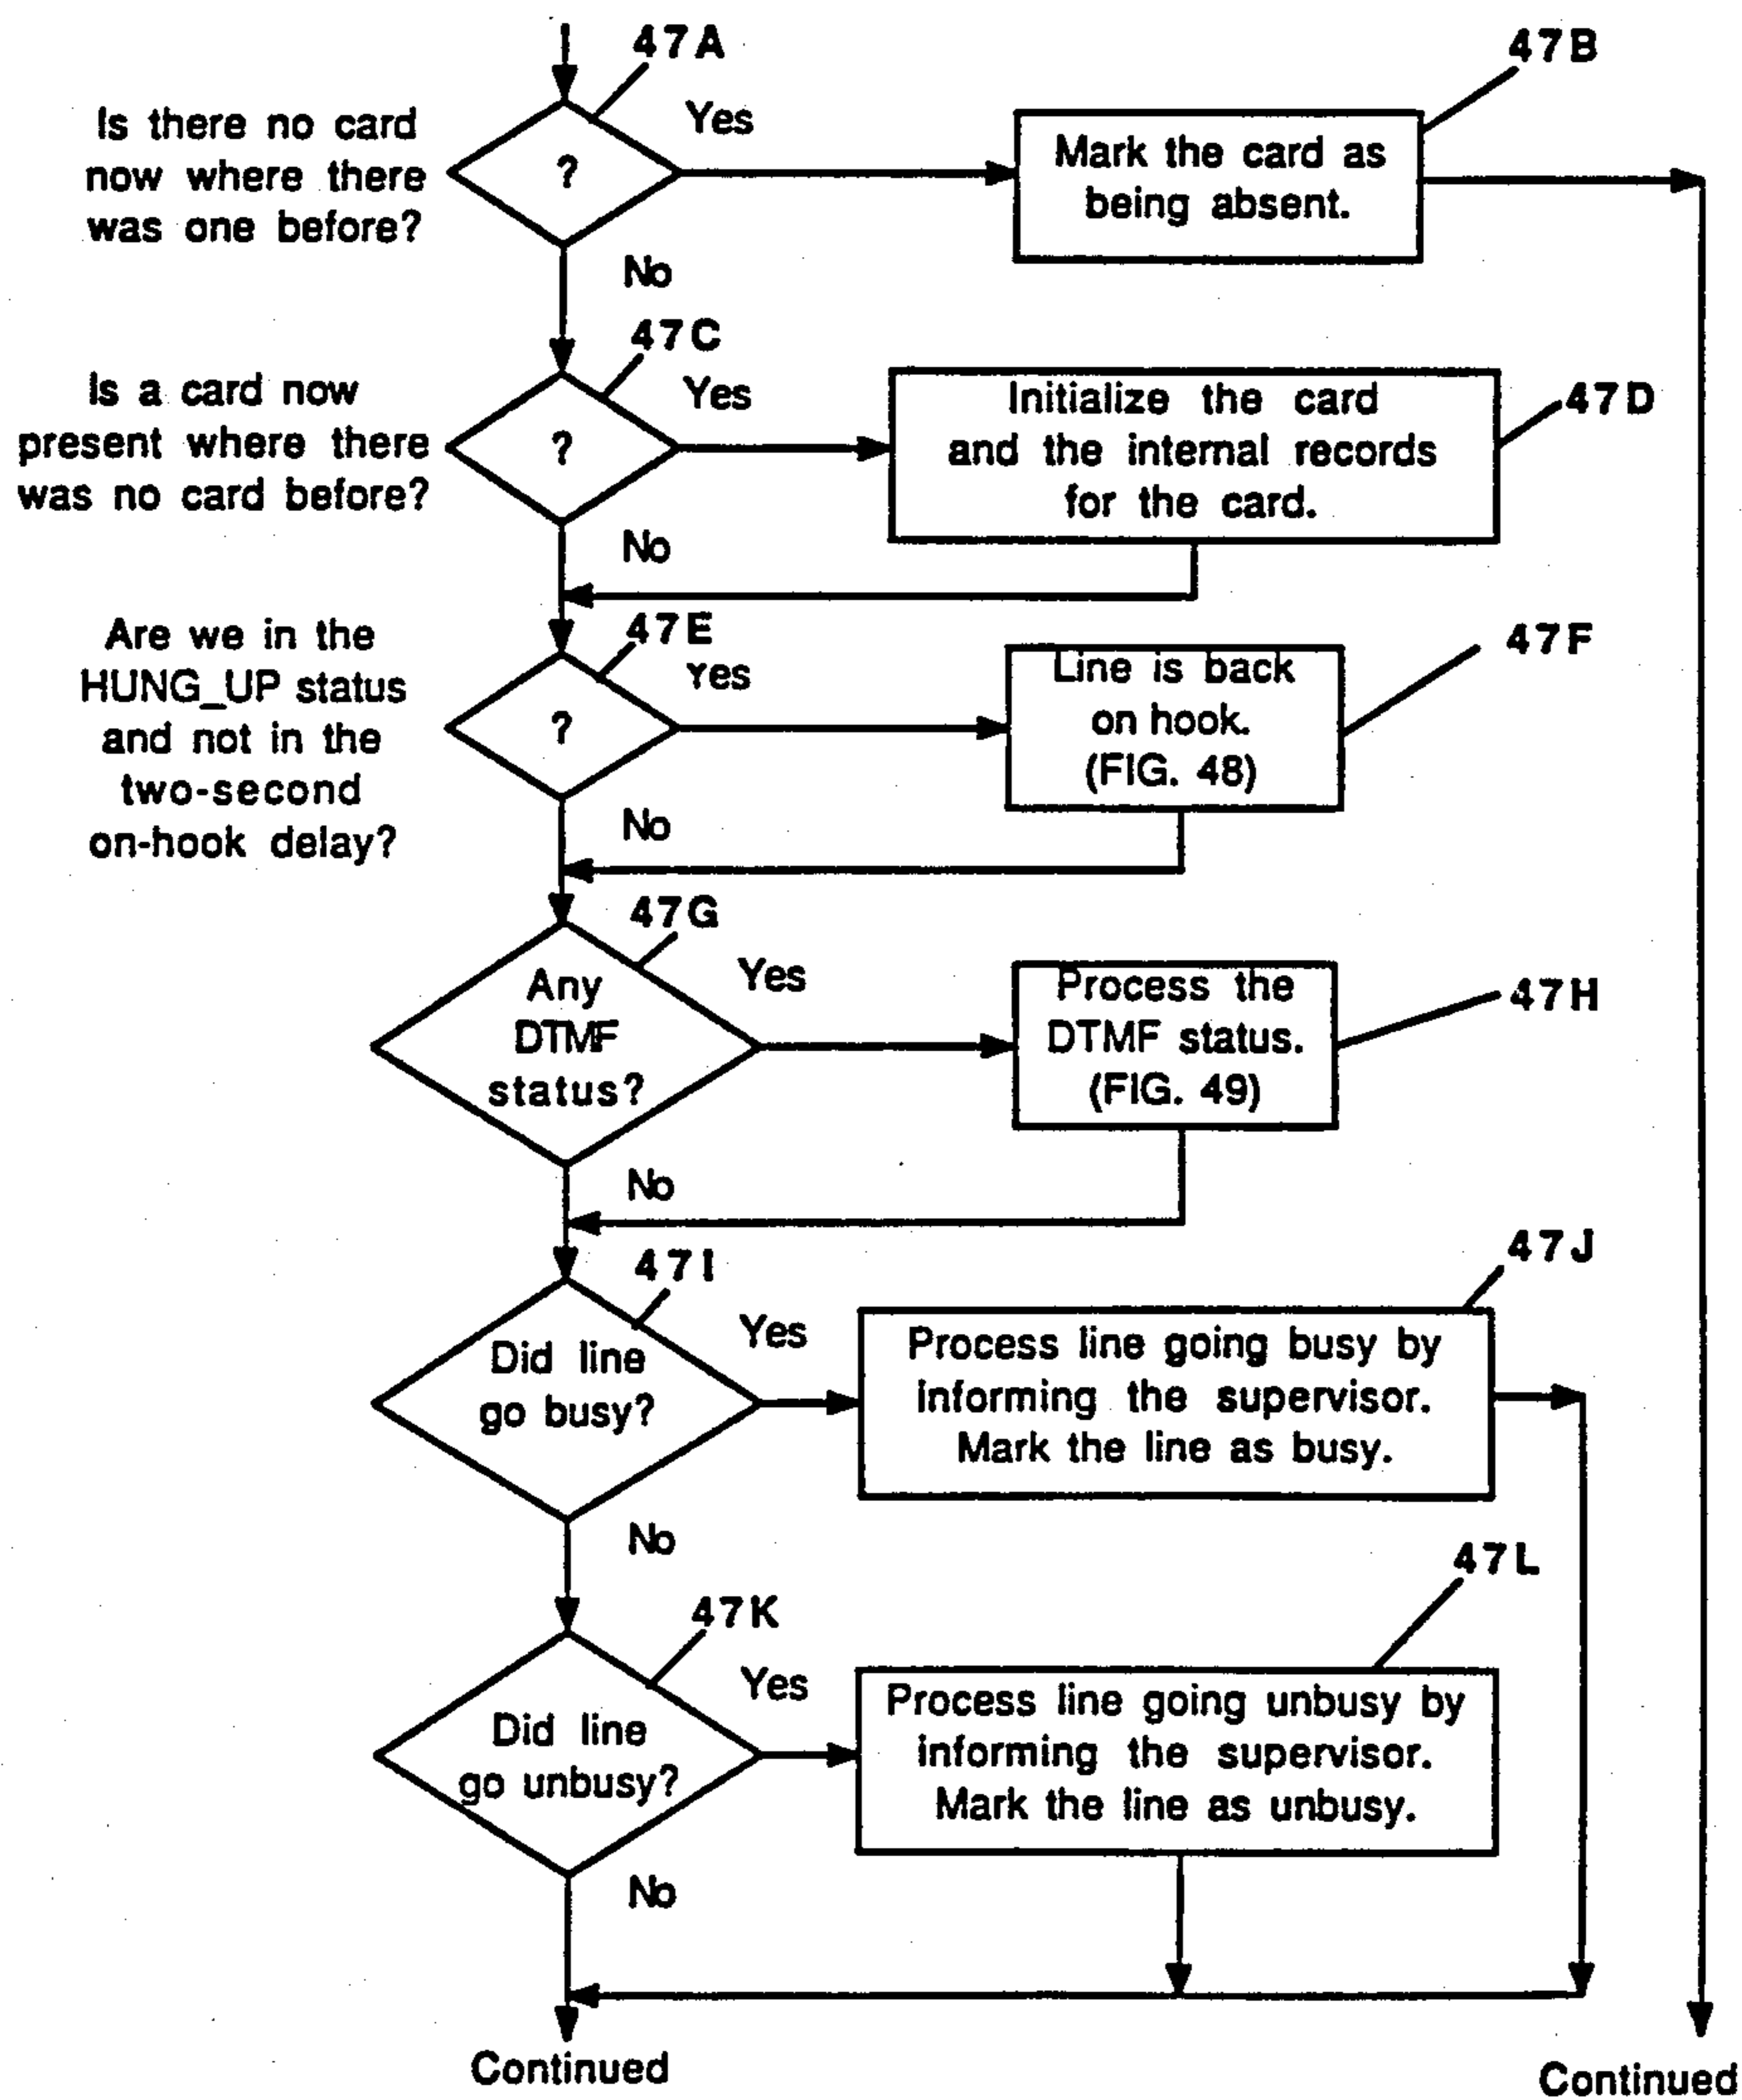 47A
47B
Is there no card
now where there
was one before?
?
Yes
Mark the card as
being absent.
No
47C
Is a card now
present where there
was no card before?
?
Yes
Initialize the card
and the internal records
for the card.
47D
No
Are we in the
HUNG_UP status
and not in the
two-second
on-hook delay?
47E
?
Yes
Line is back
on hook.
(FIG. 48)
47F
No
47G
Any
DTMF
status?
Yes
Process the
DTMF status.
(FIG. 49)
47H
No
47I
Did line
go busy?
Yes
Process line going busy by
informing the supervisor.
Mark the line as busy.
47J
No
47K
Did line
go unbusy?
Yes
Process line going unbusy by
informing the supervisor.
Mark the line as unbusy.
47L
No
Continued
Continued